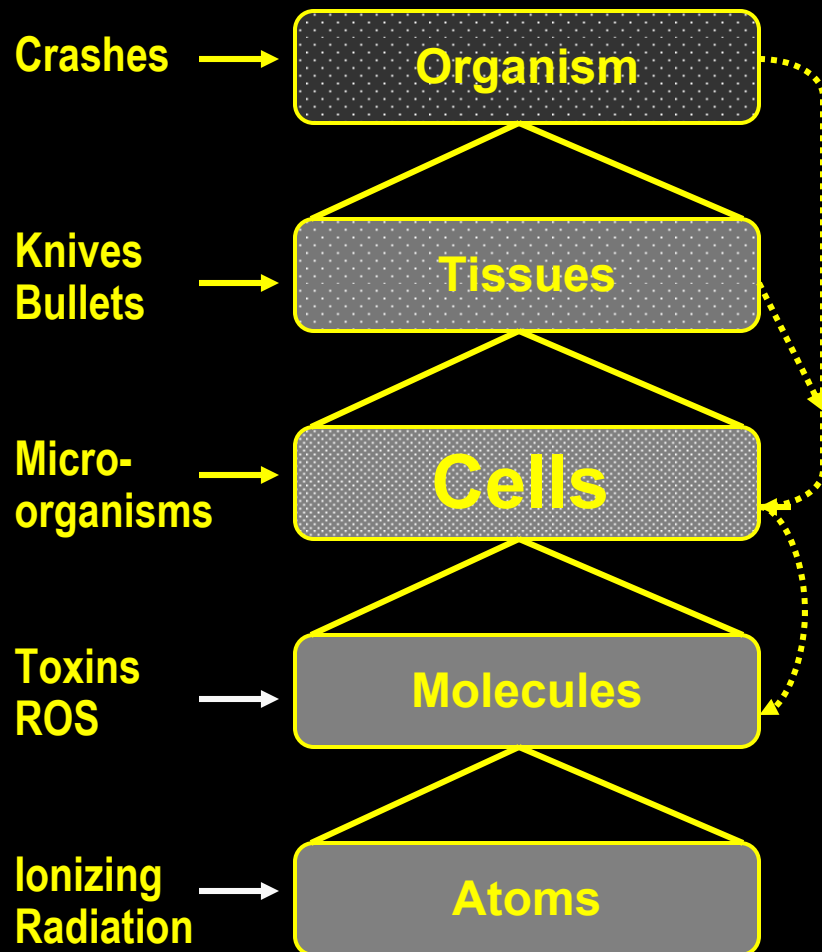 Crashes
Organism
Knives
Bullets
Tissues
Micro-
organisms
Cells
Toxins
ROS
Molecules
Ionizing
Radiation
Atoms